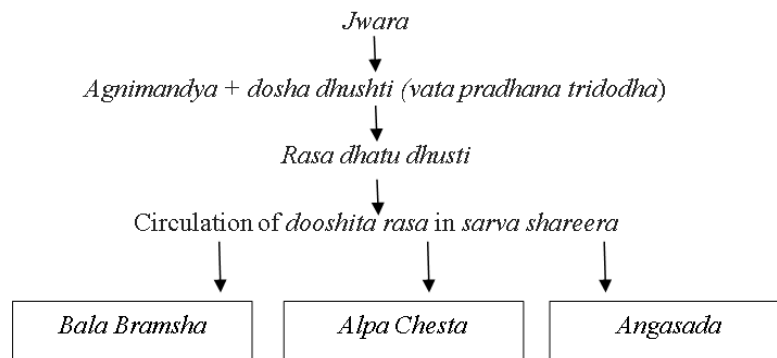 Jwara
Agnimandya + dosha dhushti (vata pradhana tridodha)
Rasa dhatu dhusti
Circulation of dooshita rasa in sarva shareera
Bala Bramsha Alpa Chesta Angasada